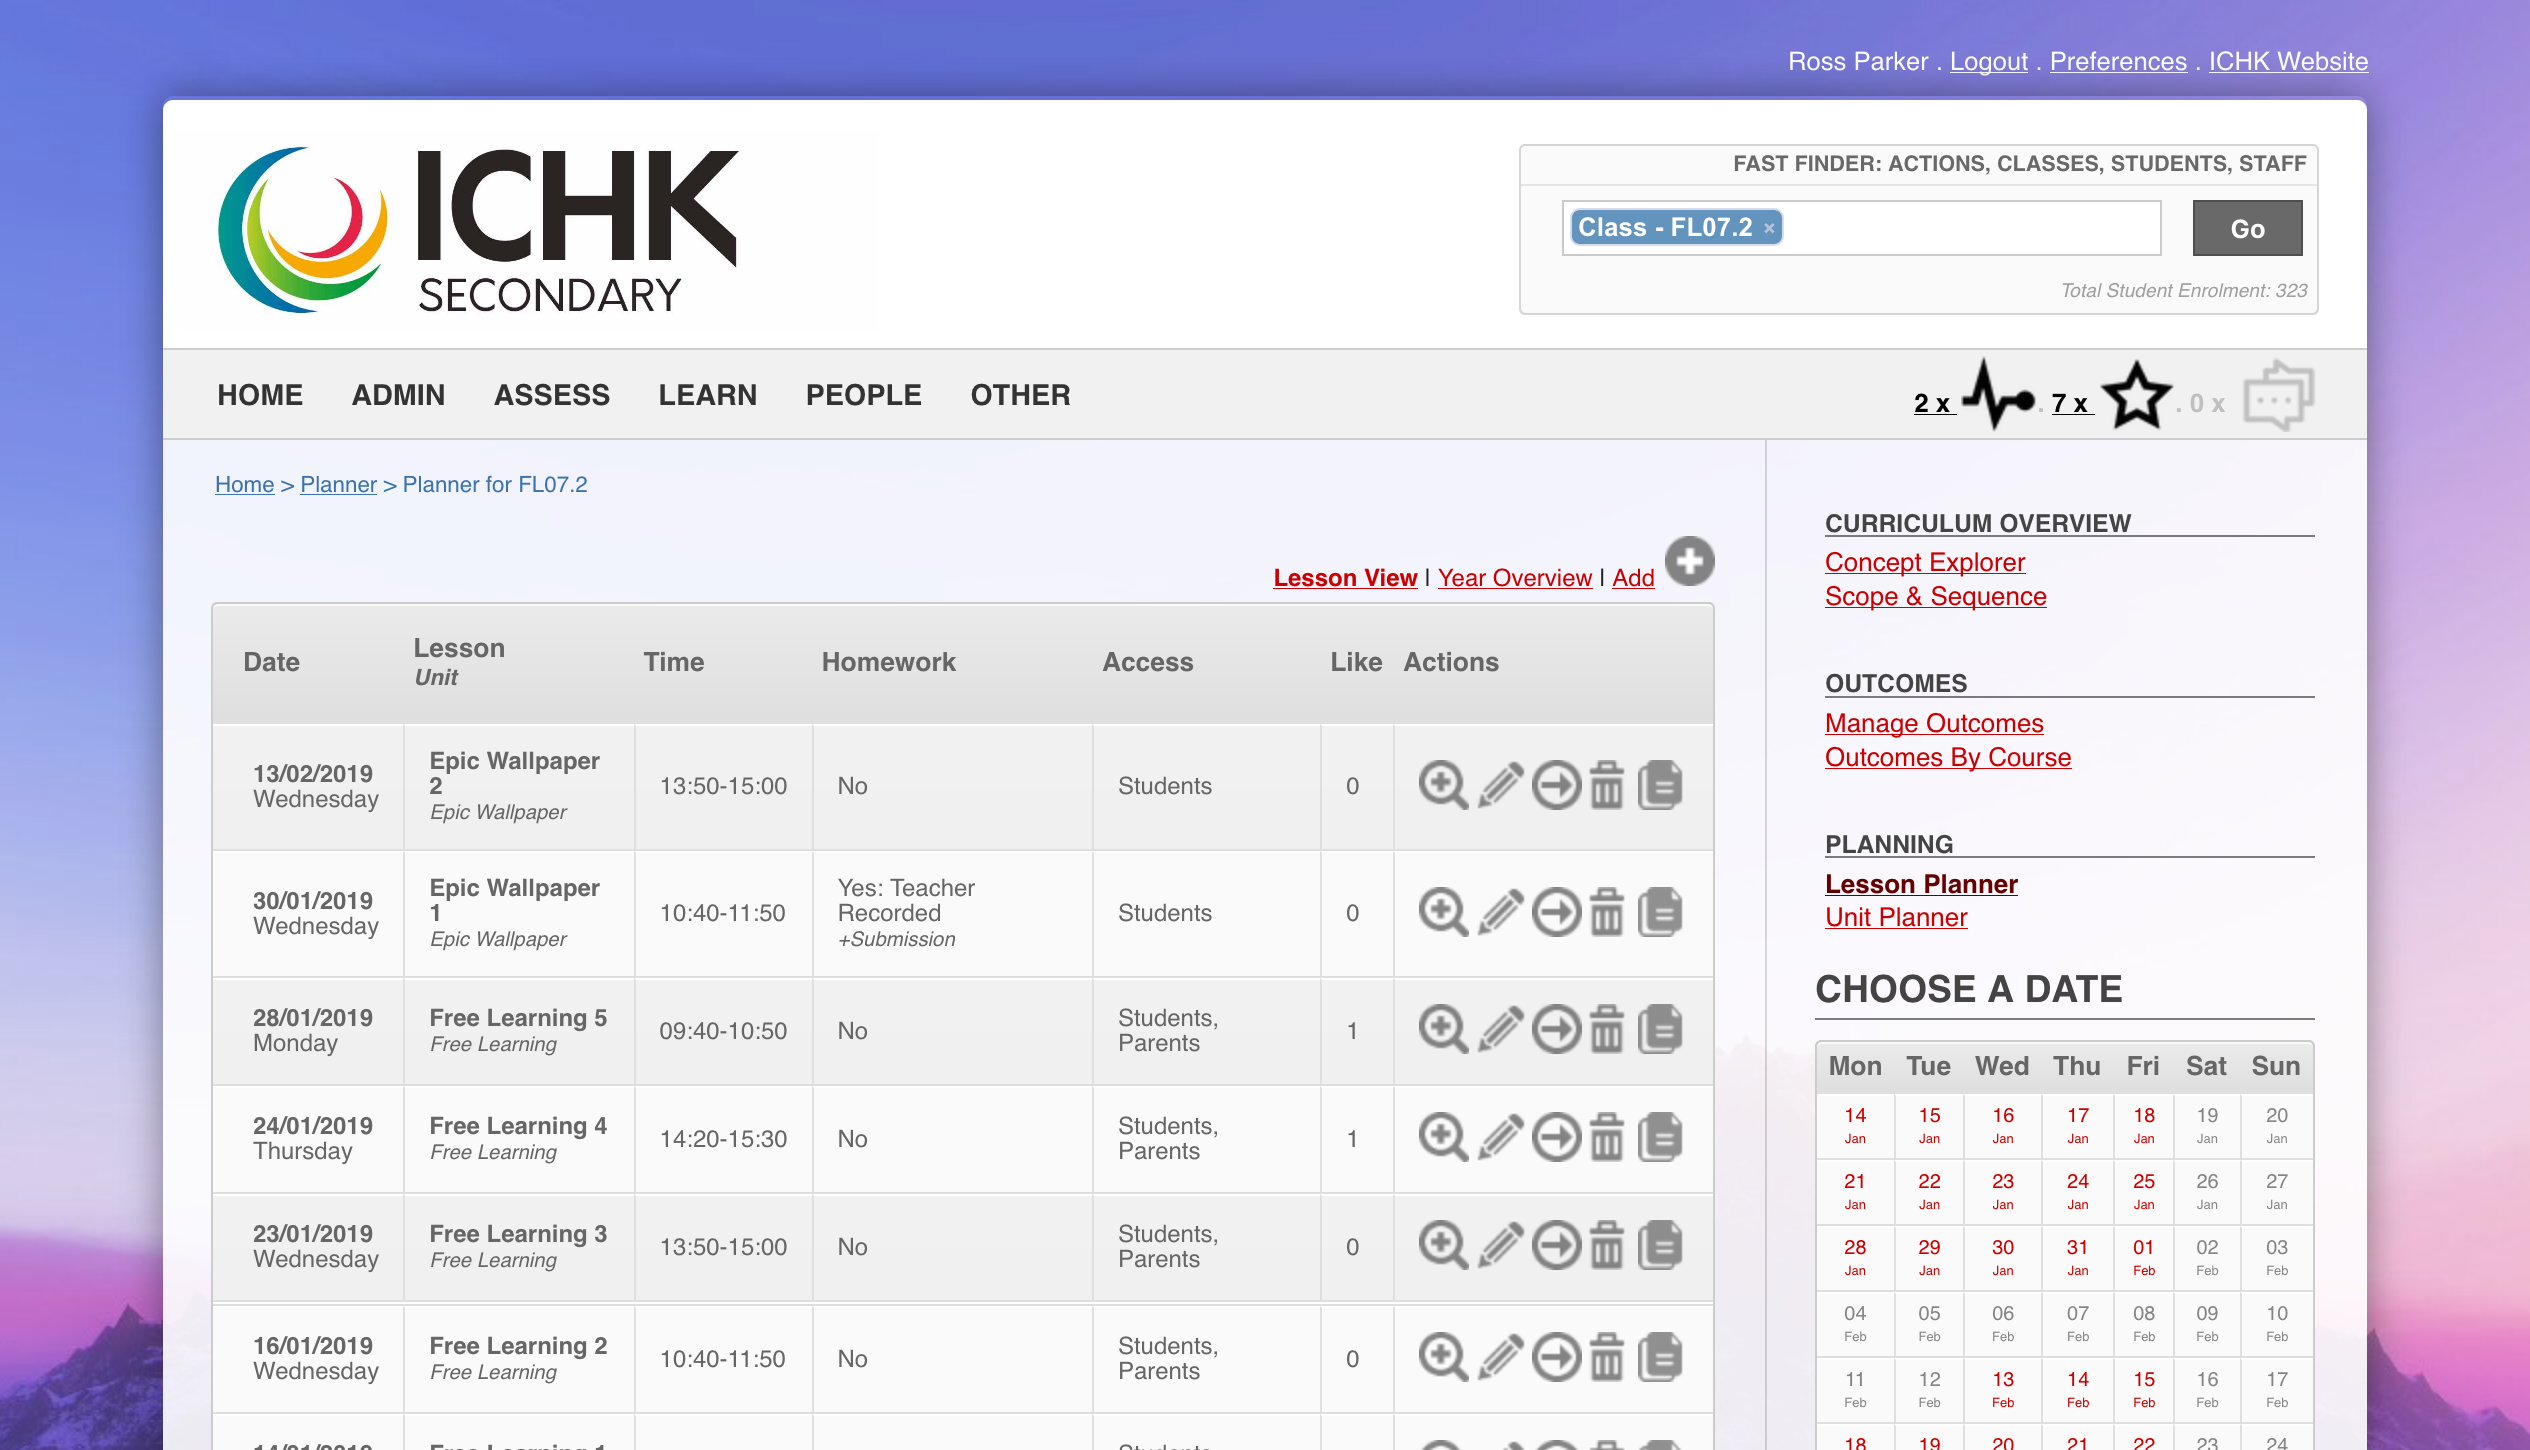 Ross Parker . Logout . Preferences . ICHK Website
ICHK
SECONDARY
FAST FINDER: ACTIONS, CLASSES, STUDENTS, STAFF
Class - FL07.2 ×
Go
Total Student Enrolment: 323
HOME ADMIN ASSESS LEARN PEOPLE OTHER
2 x . 7 x . 0 x
Home > Planner > Planner for FL07.2
Lesson View | Year Overview | Add
Date Lesson Time Homework Access Like Actions
Unit
13/02/2019 Wednesday
Epic Wallpaper
2
Epic Wallpaper
13:50-15:00
No
Students
0
30/01/2019
Wednesday
Epic Wallpaper
1
Epic Wallpaper
10:40-11:50
Yes: Teacher
Recorded
+Submission
Students
0
28/01/2019
Monday
Free Learning 5
Free Learning
09:40-10:50
No
Students,
Parents
1
24/01/2019
Thursday
Free Learning 4
Free Learning
14:20-15:30
No
Students,
Parents
1
23/01/2019
Wednesday
Free Learning 3
Free Learning
13:50-15:00
No
Students,
Parents
0
16/01/2019
Wednesday
Free Learning 2
Free Learning
10:40-11:50
No
Students,
Parents
0
14/01/2019
Free Learning 1
Students,
CURRICULUM OVERVIEW
Concept Explorer
Scope & Sequence
OUTCOMES
Manage Outcomes
Outcomes By Course
PLANNING
Lesson Planner
Unit Planner
CHOOSE A DATE
Mon Tue Wed Thu Fri Sat Sun
14 15 16 17 18 19 20
Jan Jan Jan Jan Jan Jan Jan
21 22 23 24 25 26 27
Jan Jan Jan Jan Jan Jan Jan
28 29 30 31 01 02 03
Jan Jan Jan Jan Feb Feb Feb
04 05 06 07 08 09 10
Feb Feb Feb Feb Feb Feb Feb
11 12 13 14 15 16 17
Feb Feb Feb Feb Feb Feb Feb
18 19 20 21 22 23 24